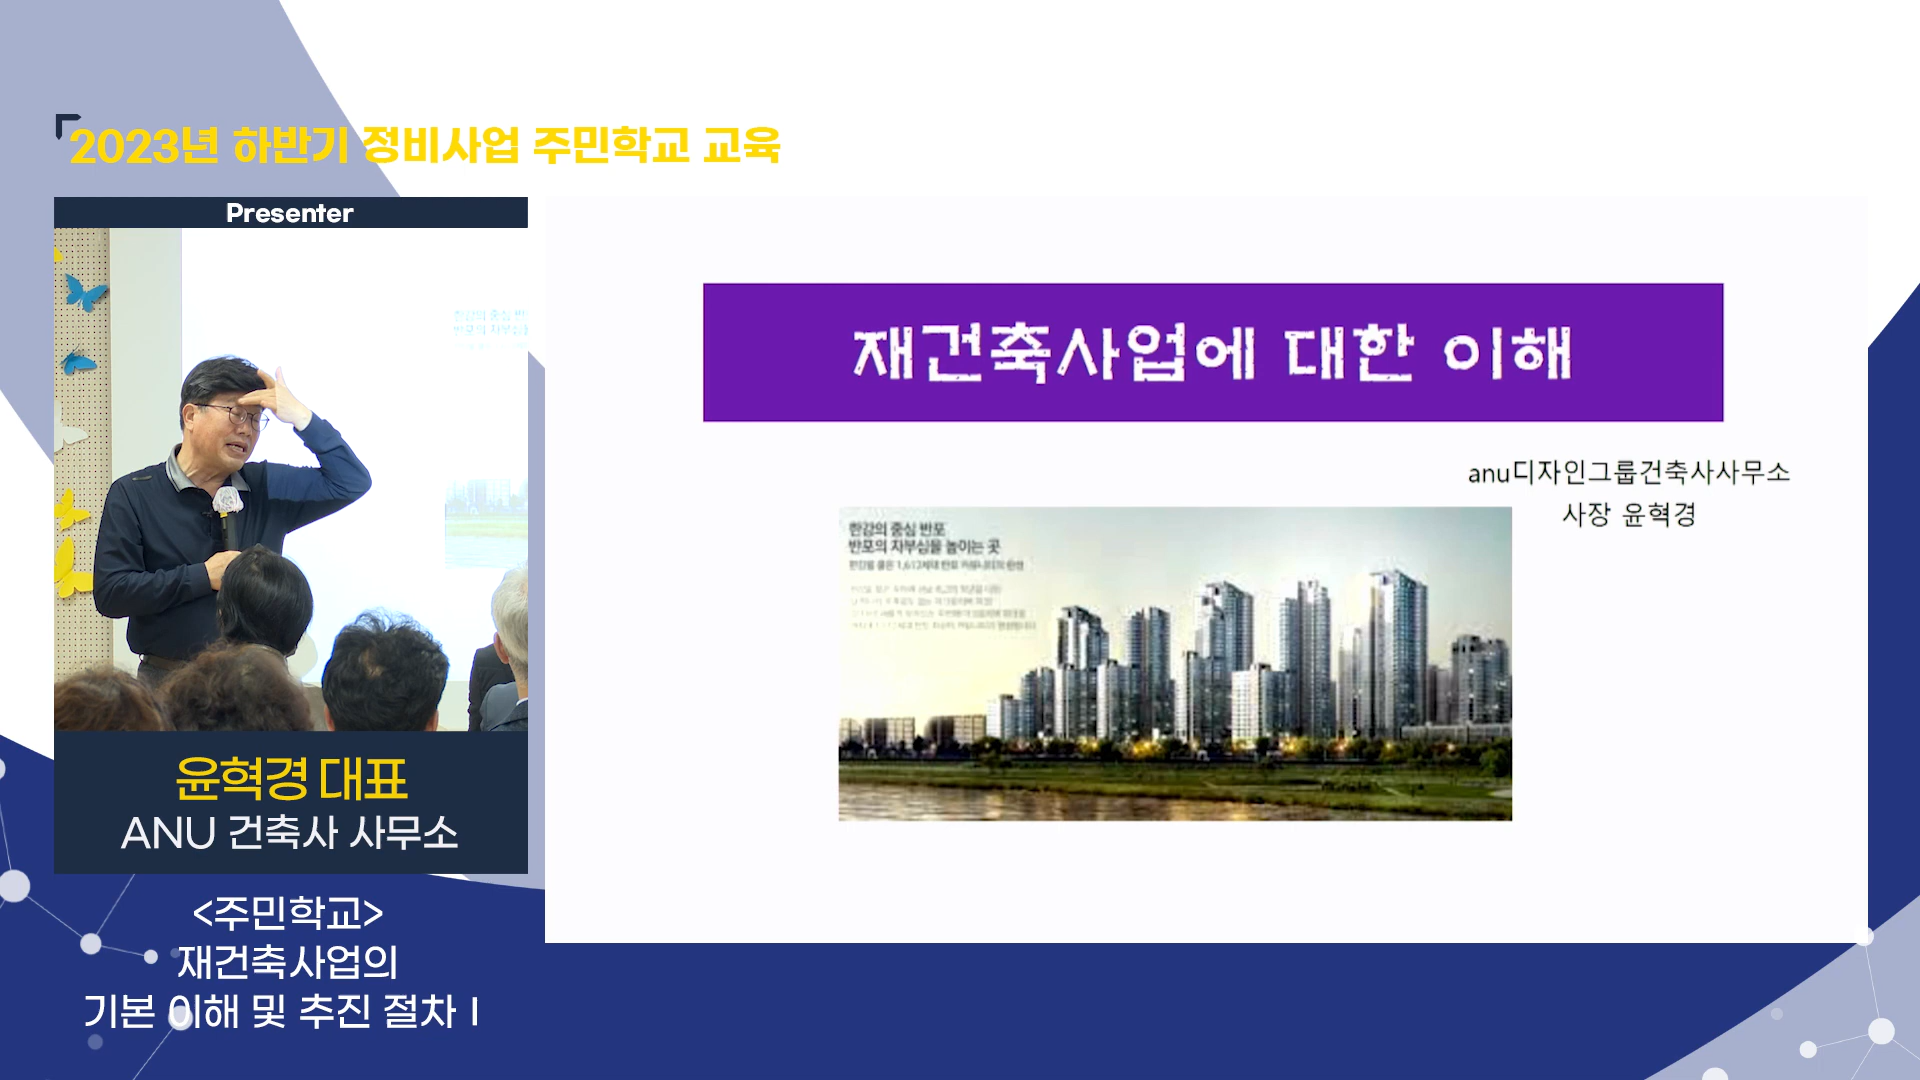 2023년 하반기 정비사업 주민학교 교육
Presenter
윤혁경 대표
ANU 건축사 사무소
<주민학교>
재건축사업의
기본 이해 및 추진 절차 I
재건축사업에 대한 이해
anu디자인그룹건축사사무소
사장 윤혁경
한강의 중심 반포
반포의 자부심을 높이는 곳